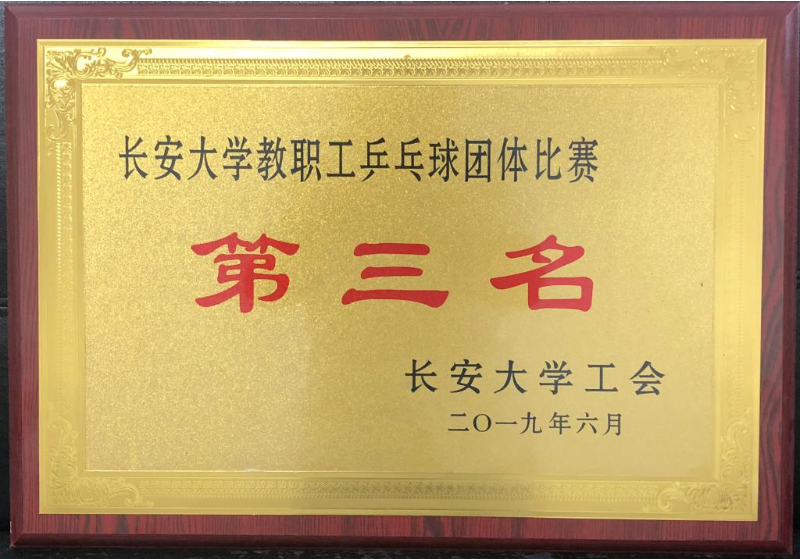 长安大学教职工乒乓球团体比赛
第三名
长安大学工会
二〇一九年六月